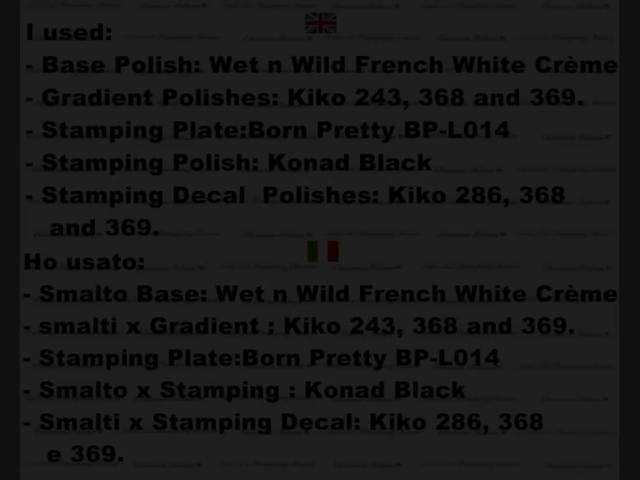 I used:
- Base Polish: Wet n Wild French White Crème
- Gradient Polishes: Kiko 243, 368 and 369.
- Stamping Plate:Born Pretty BP-L014
- Stamping Polish: Konad Black
- Stamping Decal  Polishes: Kiko 286, 368
and 369.
Ho usato:
- Smalto Base: Wet n Wild French White Crème
- smalti x Gradient : Kiko 243, 368 and 369.
- Stamping Plate:Born Pretty BP-L014
- Smalto x Stamping : Konad Black
- Smalti x Stamping Decal: Kiko 286, 368
e 369.